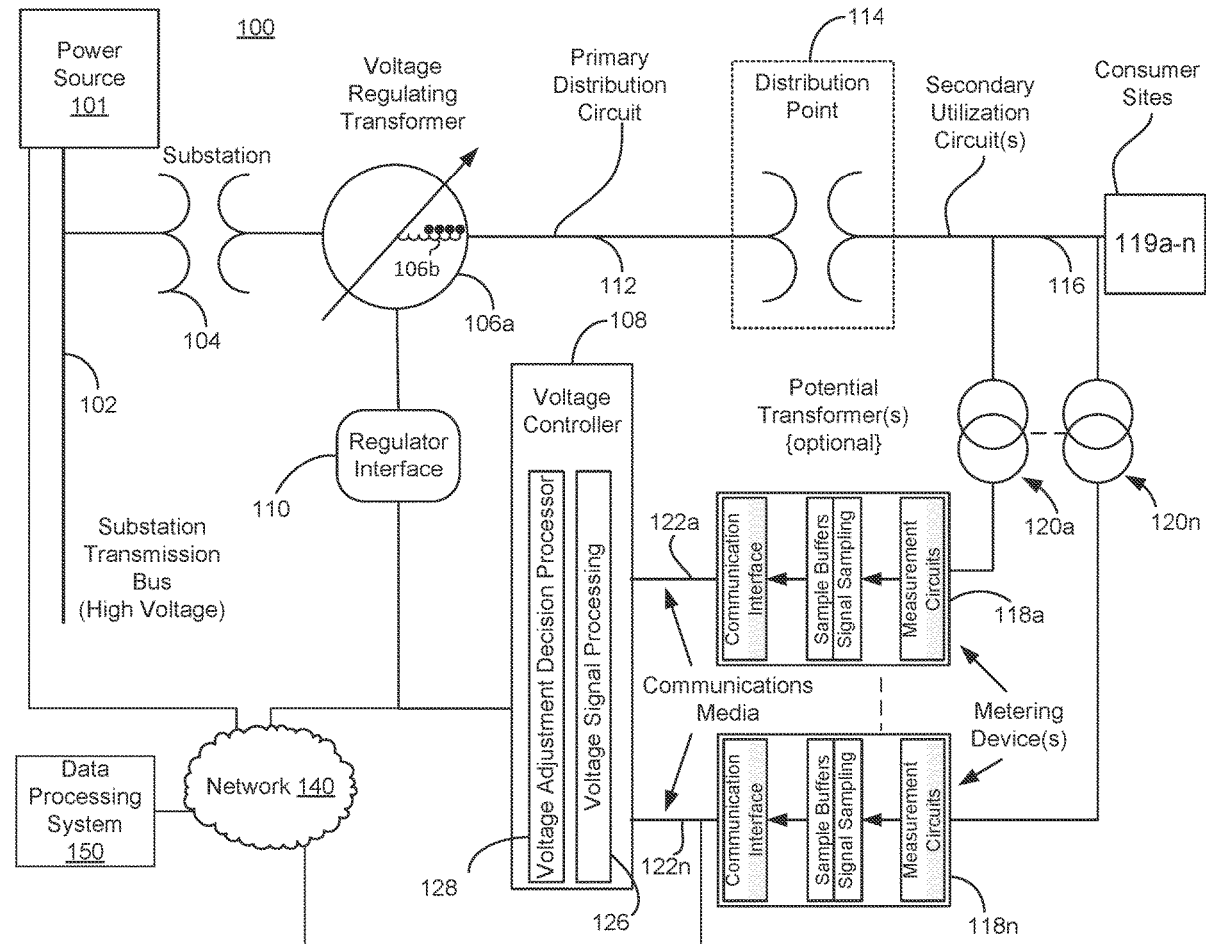 100
114
Power
Source
101
Voltage
Regulating
Transformer
Primary
Distribution
Circuit
Distribution
Point
Secondary
Utilization
Circuit(s)
Consumer
Sites
Substation
106b
119a-n
112
116
106a
104
108
102
Voltage
Controller
Potential
Transformer(s)
{optional}
Regulator
Interface
110
120a
120n
Substation
Transmission
Bus
(High Voltage)
Voltage Adjustment Decision Processor
Voltage Signal Processing
122a
Communication
Interface
Sample Buffers
Signal Sampling
Measurement
Circuits
118a
Communications
Media
Metering
Device(s)
Data
Processing
System
150
Network 140
Communication
Interface
Sample Buffers
Signal Sampling
Measurement
Circuits
122n
128
126
118n